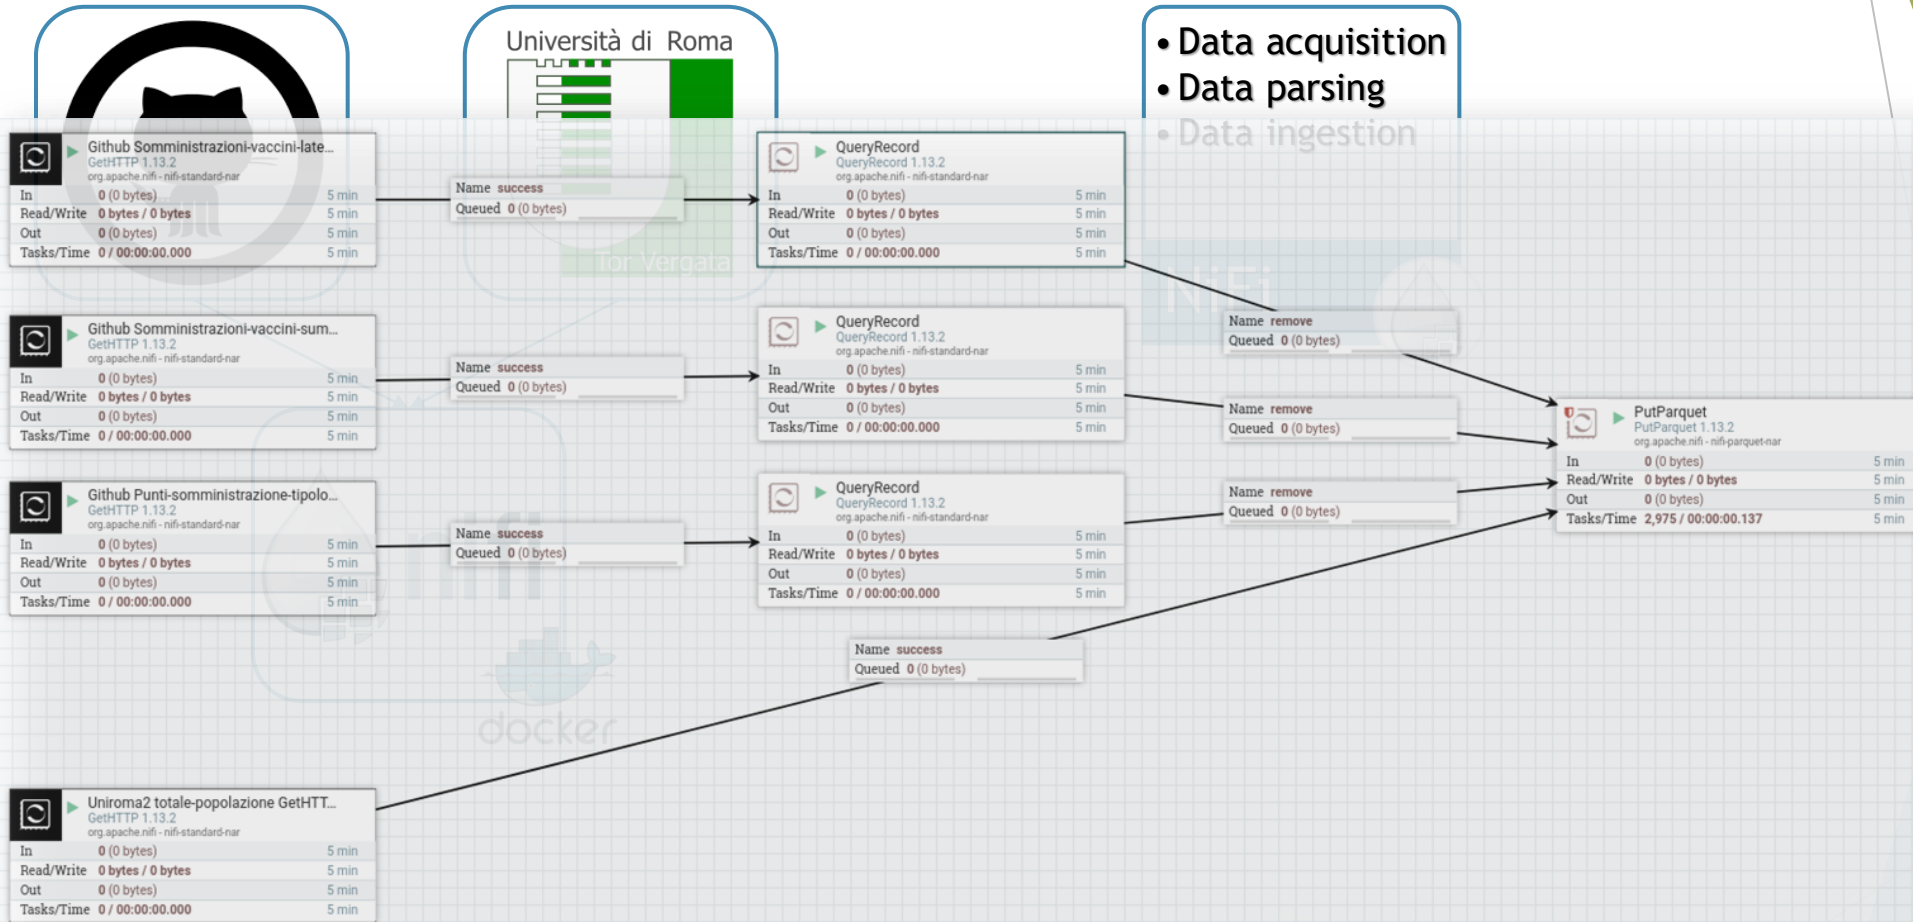 Università di Roma
Tor Vergata
• Data acquisition
• Data parsing
• Data ingestion
NiFi
Github Somministrazioni-vaccini-late...
GetHTTP 1.13.2
org.apache.nifi - nifi-standard-nar
In 0 (0 bytes) 5 min
Read/Write 0 bytes / 0 bytes 5 min
Out 0 (0 bytes) 5 min
Tasks/Time 0 / 00:00:00.000 5 min
Name success
Queued 0 (0 bytes)
QueryRecord
QueryRecord 1.13.2
org.apache.nifi - nifi-standard-nar
In 0 (0 bytes) 5 min
Read/Write 0 bytes / 0 bytes 5 min
Out 0 (0 bytes) 5 min
Tasks/Time 0 / 00:00:00.000 5 min
Name remove
Queued 0 (0 bytes)
Github Somministrazioni-vaccini-sum...
GetHTTP 1.13.2
org.apache.nifi - nifi-standard-nar
In 0 (0 bytes) 5 min
Read/Write 0 bytes / 0 bytes 5 min
Out 0 (0 bytes) 5 min
Tasks/Time 0 / 00:00:00.000 5 min
Name success
Queued 0 (0 bytes)
QueryRecord
QueryRecord 1.13.2
org.apache.nifi - nifi-standard-nar
In 0 (0 bytes) 5 min
Read/Write 0 bytes / 0 bytes 5 min
Out 0 (0 bytes) 5 min
Tasks/Time 0 / 00:00:00.000 5 min
Name remove
Queued 0 (0 bytes)
Github Punti-somministrazione-tipolo...
GetHTTP 1.13.2
org.apache.nifi - nifi-standard-nar
In 0 (0 bytes) 5 min
Read/Write 0 bytes / 0 bytes 5 min
Out 0 (0 bytes) 5 min
Tasks/Time 0 / 00:00:00.000 5 min
Name success
Queued 0 (0 bytes)
QueryRecord
QueryRecord 1.13.2
org.apache.nifi - nifi-standard-nar
In 0 (0 bytes) 5 min
Read/Write 0 bytes / 0 bytes 5 min
Out 0 (0 bytes) 5 min
Tasks/Time 0 / 00:00:00.000 5 min
Name remove
Queued 0 (0 bytes)
PutParquet
PutParquet 1.13.2
org.apache.nifi - nifi-parquet-nar
In 0 (0 bytes) 5 min
Read/Write 0 bytes / 0 bytes 5 min
Out 0 (0 bytes) 5 min
Tasks/Time 2,975 / 00:00:00.137 5 min
Name success
Queued 0 (0 bytes)
docker
Uniroma2 totale-popolazione GetHTT...
GetHTTP 1.13.2
org.apache.nifi - nifi-standard-nar
In 0 (0 bytes) 5 min
Read/Write 0 bytes / 0 bytes 5 min
Out 0 (0 bytes) 5 min
Tasks/Time 0 / 00:00:00.000 5 min